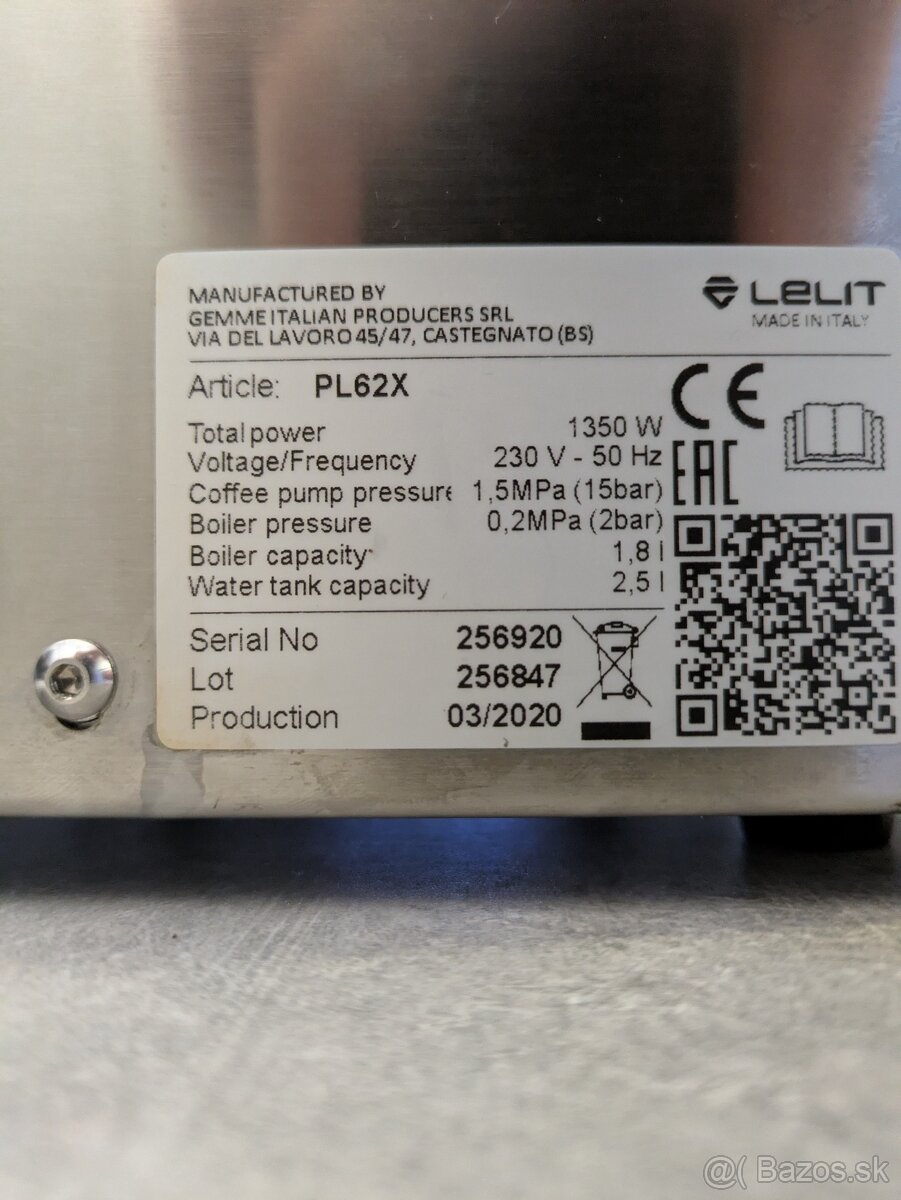 MANUFACTURED BY
GEMME ITALIAN PRODUCERS SRL
VIA DEL LAVORO 45/47, CASTEGNATO (BS)
LELIT
MADE IN ITALY
Article: PL62X
CE
Total power 1350 W
Voltage/Frequency 230 V - 50 Hz
EAC
Coffee pump pressure 1,5MPa (15bar)
Boiler pressure 0,2MPa (2bar)
Boiler capacity 1,8 l
Water tank capacity 2,5 l
Serial No 256920
Lot 256847
Production 03/2020
@( Bazos.sk